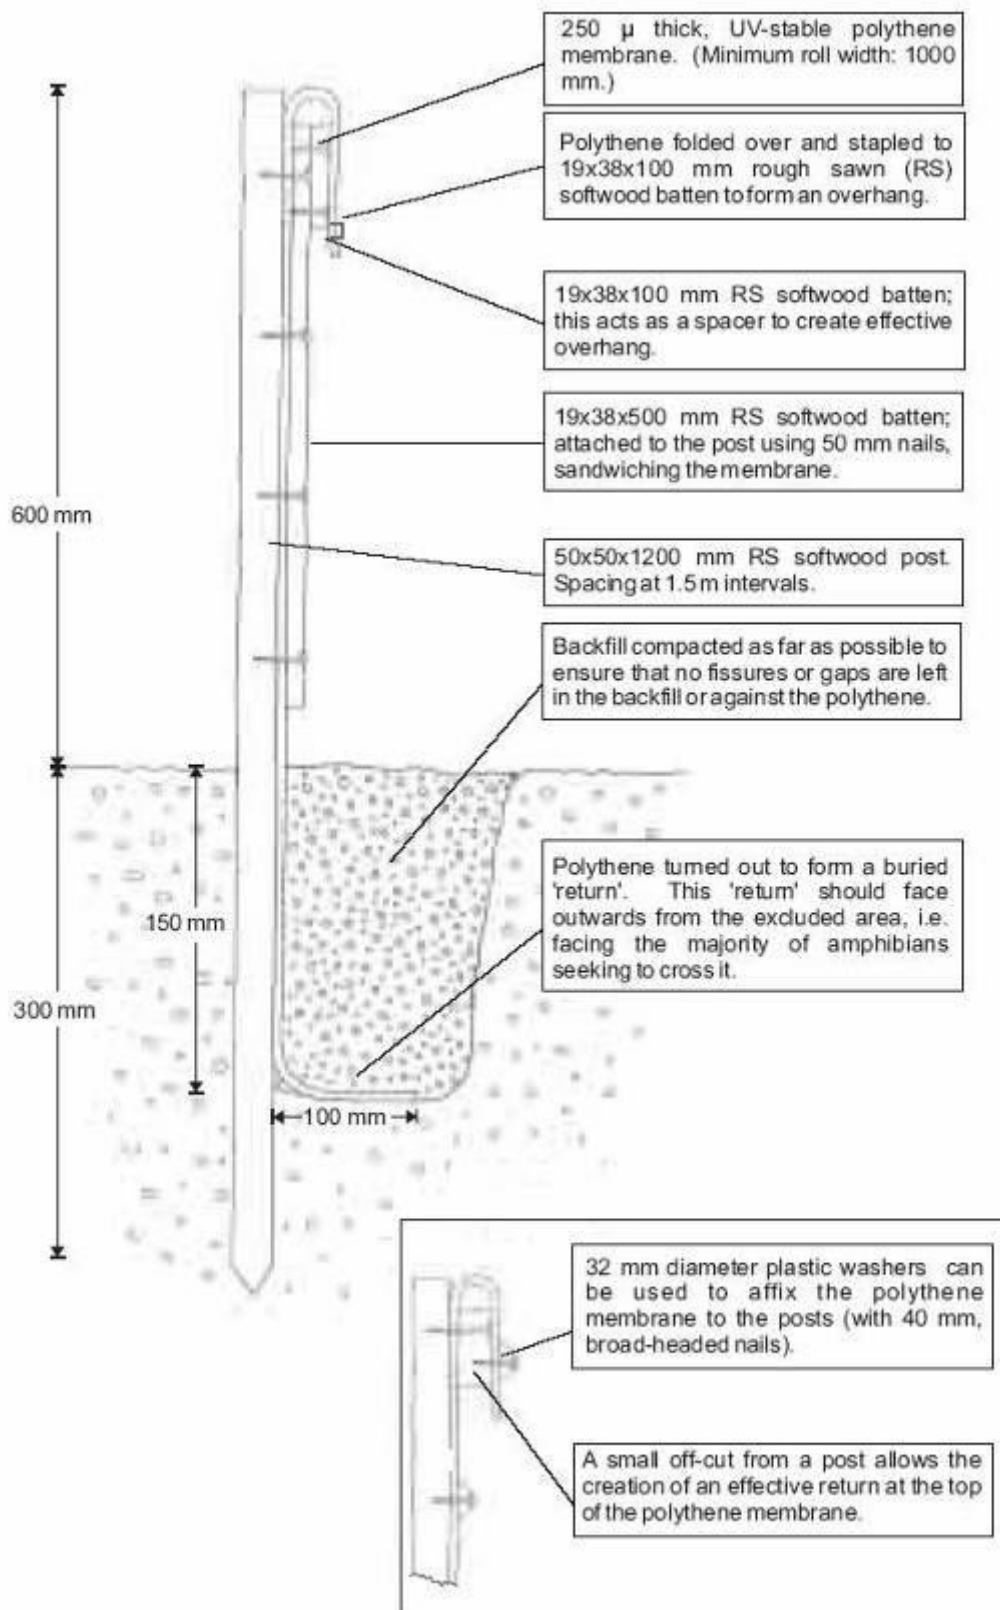 250 µ thick, UV-stable polythene
membrane. (Minimum roll width: 1000
mm.)
Polythene folded over and stapled to
19x38x100 mm rough sawn (RS)
softwood batten to form an overhang.
19x38x100 mm RS softwood batten;
this acts as a spacer to create effective
overhang.
19x38x500 mm RS softwood batten;
attached to the post using 50 mm nails,
sandwiching the membrane.
600 mm
50x50x1200 mm RS softwood post.
Spacing at 1.5 m intervals.
Backfill compacted as far as possible to
ensure that no fissures or gaps are left
in the backfill or against the polythene.
Polythene turned out to form a buried
'return'. This 'return' should face
outwards from the excluded area, i.e.
facing the majority of amphibians
seeking to cross it.
150 mm
300 mm
100 mm
32 mm diameter plastic washers can
be used to affix the polythene
membrane to the posts (with 40 mm,
broad-headed nails).
A small off-cut from a post allows the
creation of an effective return at the top
of the polythene membrane.